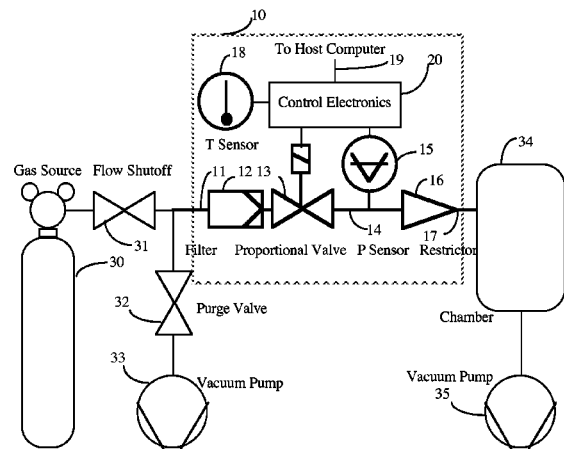 10
18
To Host Computer
19
20
Control Electronics
T Sensor
15
34
Gas Source
Flow Shutoff
11
12
13
16
31
14
17
30
Filter
Proportional Valve
P Sensor
Restrictor
32
Purge Valve
Chamber
33
Vacuum Pump
Vacuum Pump
35